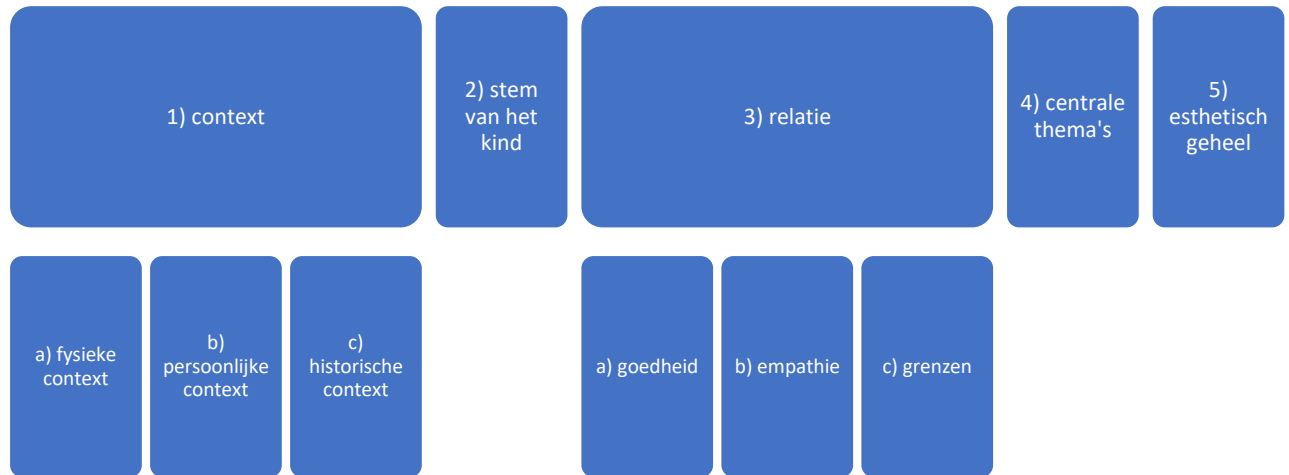 1) context
2) stem
van het
kind
3) relatie
4) centrale
thema's
5)
esthetisch
geheel
a) fysieke
context
b)
persoonlijke
context
c)
historische
context
a) goedheid
b) empathie
c) grenzen